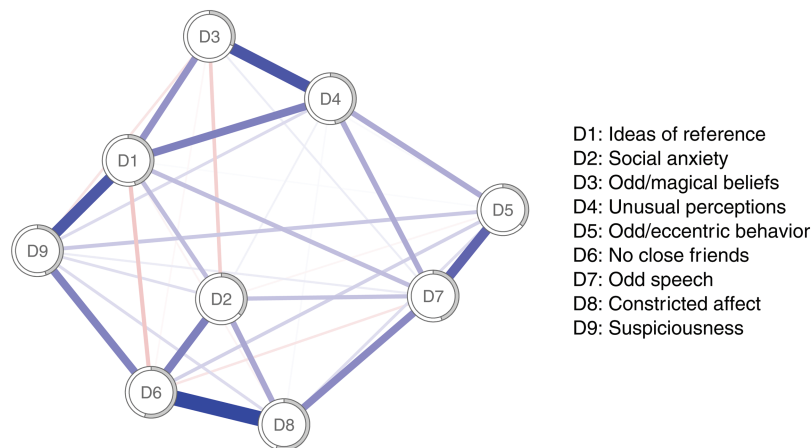 D3
D4
D1
D5
D9
D2
D7
D6
D8
D1: Ideas of reference
D2: Social anxiety
D3: Odd/magical beliefs
D4: Unusual perceptions
D5: Odd/eccentric behavior
D6: No close friends
D7: Odd speech
D8: Constricted affect
D9: Suspiciousness